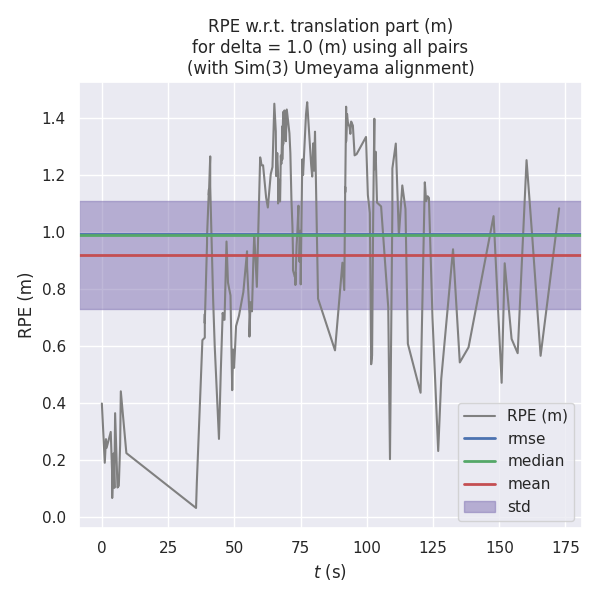 RPE w.r.t. translation part (m)
for delta = 1.0 (m) using all pairs
(with Sim(3) Umeyama alignment)
1.4
1.2
1.0
0.8
0.6
0.4
0.2
0.0
RPE (m)
RPE (m)
rmse
median
mean
std
0
25
50
75
100
125
150
175
t (s)